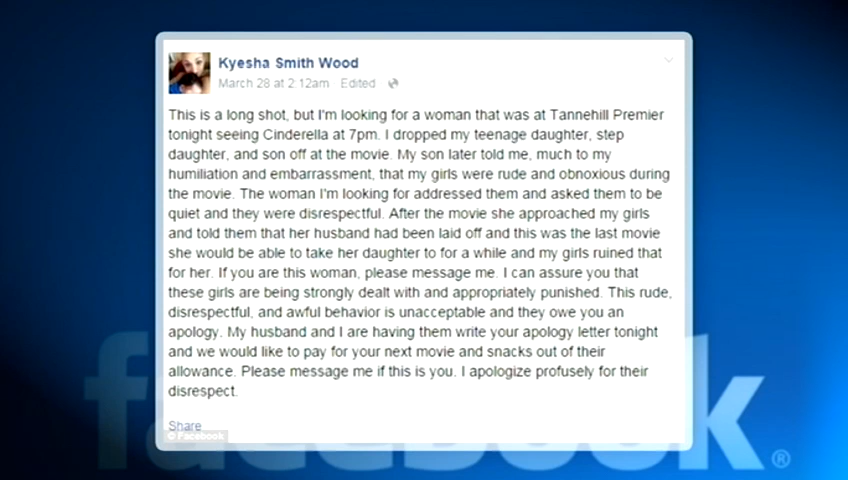 Kyesha Smith Wood
March 28 at 2:12am Edited
This is a long shot, but I'm looking for a woman that was at Tannehill Premier
tonight seeing Cinderella at 7pm. I dropped my teenage daughter, step
daughter, and son off at the movie. My son later told me, much to my
humiliation and embarrassment, that my girls were rude and obnoxious during
the movie. The woman I'm looking for addressed them and asked them to be
quiet and they were disrespectful. After the movie she approached my girls
and told them that her husband had been laid off and this was the last movie
she would be able to take her daughter to for a while and my girls ruined that
for her. If you are this woman, please message me. I can assure you that
these girls are being strongly dealt with and appropriately punished. This rude,
disrespectful, and awful behavior is unacceptable and they owe you an
apology. My husband and I are having them write your apology letter tonight
and we would like to pay for your next movie and snacks out of their
allowance. Please message me if this is you. I apologize profusely for their
disrespect.
Share
© Facebook
facebook®